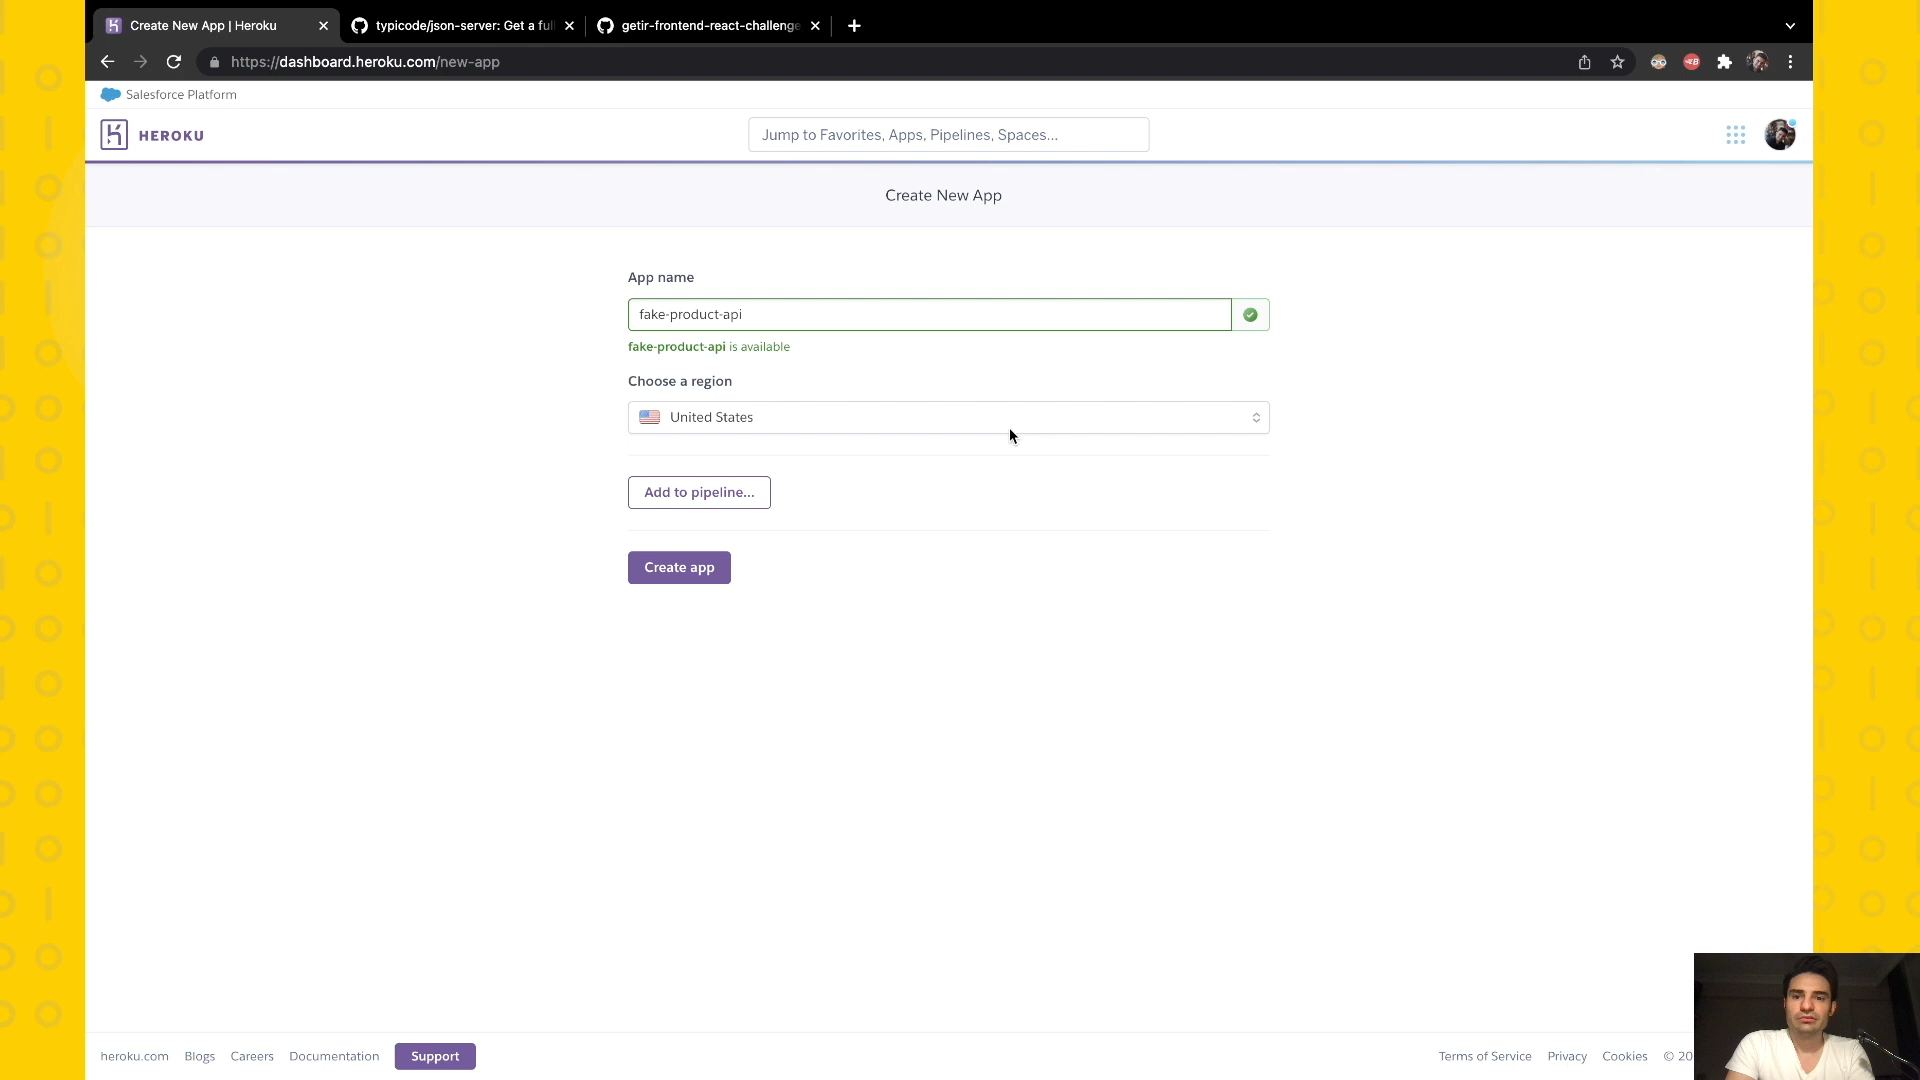 Create New App | Heroku
typicode/json-server: Get a full
getir-frontend-react-challenge
https://dashboard.heroku.com/new-app
Salesforce Platform
HEROKU
Jump to Favorites, Apps, Pipelines, Spaces...
Create New App
App name
fake-product-api
fake-product-api is available
Choose a region
United States
Add to pipeline...
Create app
heroku.com Blogs Careers Documentation Support
Terms of Service Privacy Cookies © 20